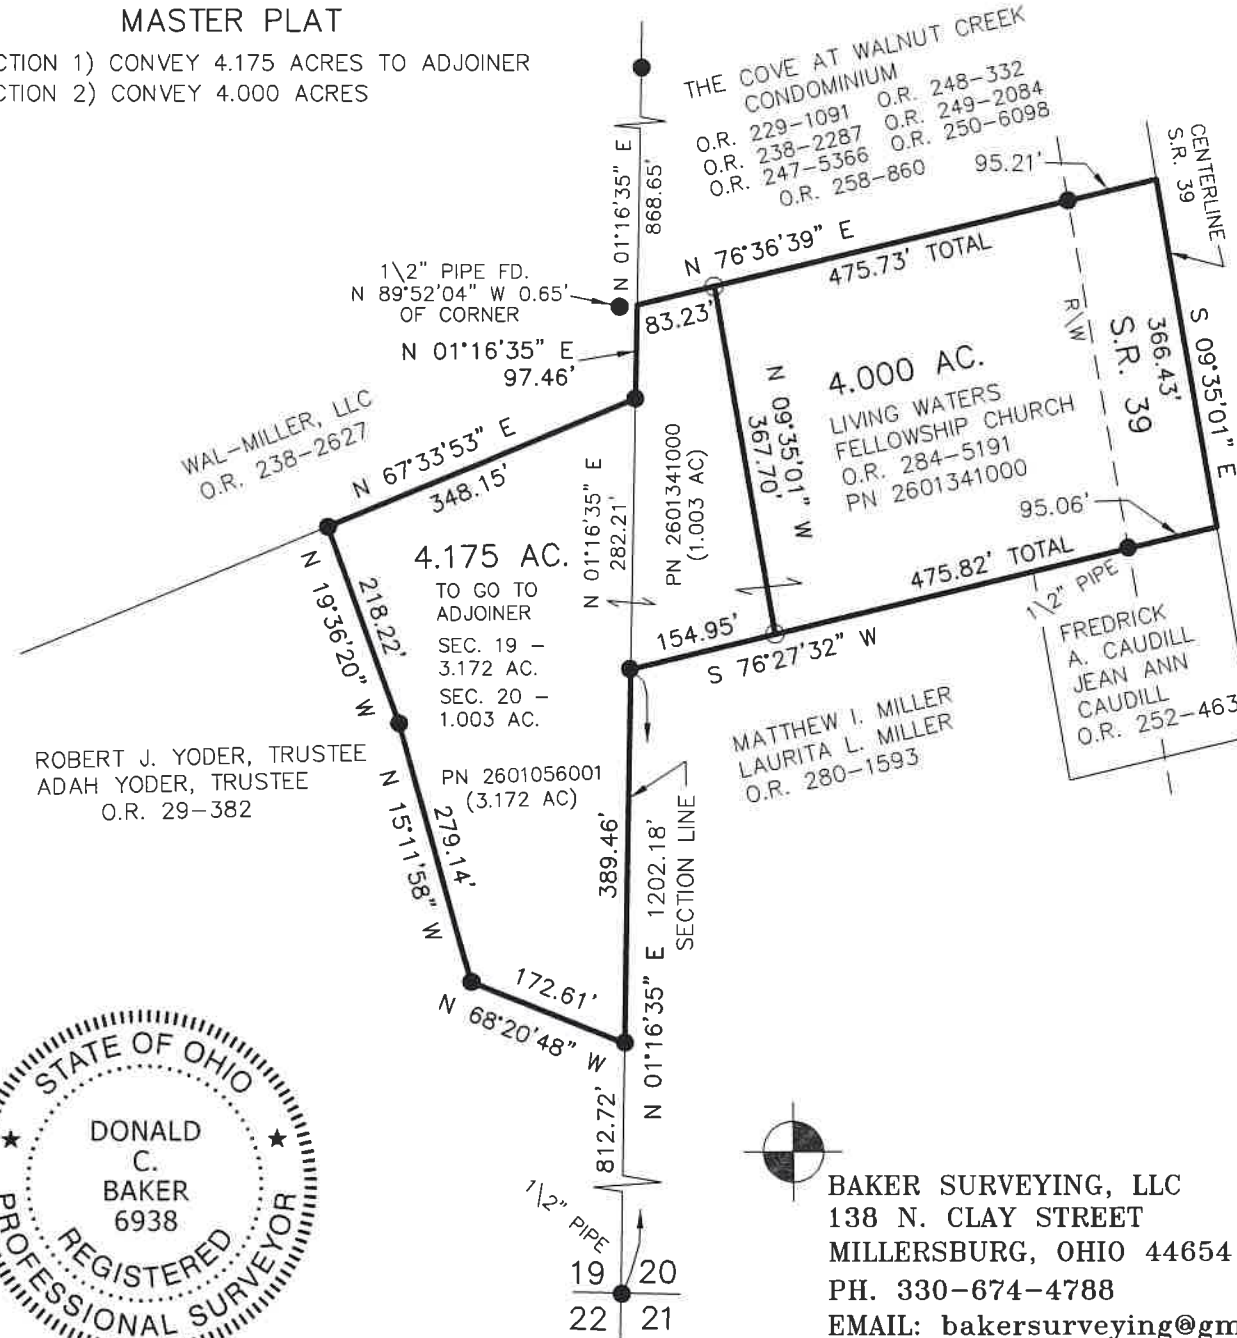 MASTER PLAT
CTION 1) CONVEY 4.175 ACRES TO ADJOINER
CTION 2) CONVEY 4.000 ACRES
THE COVE AT WALNUT CREEK
CONDOMINIUM
O.R. 229-1091 O.R. 248-332
O.R. 238-2287 O.R. 249-2084
O.R. 247-5366 O.R. 250-6098
O.R. 258-860
95.21'
CENTERLINE
S.R. 39
N 01°16'35" E
868.65'
1\2" PIPE FD.
N 89°52'04" W 0.65'
OF CORNER
N 01°16'35" E
97.46'
N 76°36'39" E
475.73' TOTAL
83.23'
R\W
S.R. 39
366.43'
S 09°35'01" E
4.000 AC.
LIVING WATERS
FELLOWSHIP CHURCH
O.R. 284-5191
PN 2601341000
N 09°35'01" W
367.70'
WAL-MILLER, LLC
O.R. 238-2627
N 67°33'53" E
348.15'
N 01°16'35" E
282.21'
PN 2601341000
(1.003 AC)
95.06'
475.82' TOTAL
1\2" PIPE
154.95'
S 76°27'32" W
4.175 AC.
TO GO TO
ADJOINER
SEC. 19 -
3.172 AC.
SEC. 20 -
1.003 AC.
PN 2601056001
(3.172 AC)
218.22'
N 19°36'20" W
FREDRICK
A. CAUDILL
JEAN ANN
CAUDILL
O.R. 252-463
MATTHEW I. MILLER
LAURITA L. MILLER
O.R. 280-1593
ROBERT J. YODER, TRUSTEE
ADAH YODER, TRUSTEE
O.R. 29-382
279.14'
N 15°11'58" W
389.46'
N 01°16'35" E 1202.18'
SECTION LINE
172.61'
N 68°20'48" W
812.72'
1\2" PIPE
19 20
22 21
STATE OF OHIO
DONALD
C.
BAKER
6938
REGISTERED
PROFESSIONAL SURVEYOR
BAKER SURVEYING, LLC
138 N. CLAY STREET
MILLERSBURG, OHIO 44654
PH. 330-674-4788
EMAIL: bakersurveying@gm